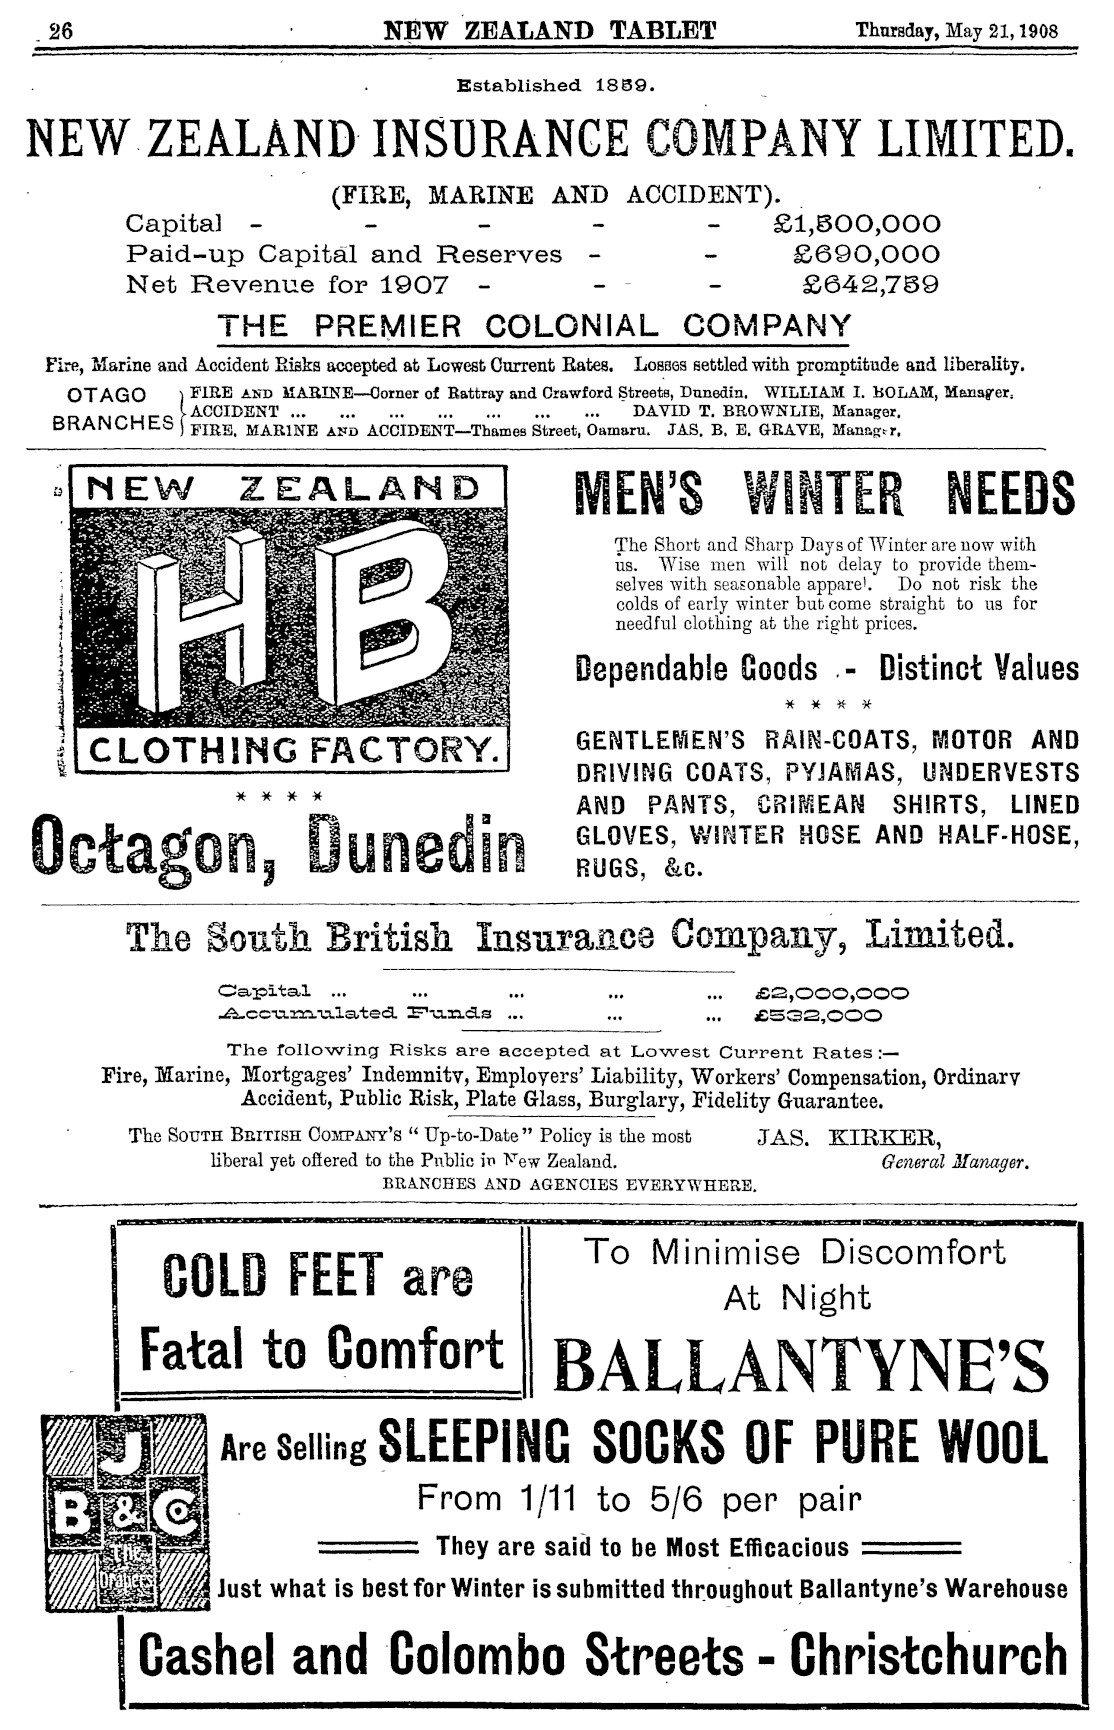 26 NEW ZEALAND TABLET Thursday, May 21, 1908
Established 1859.
NEW ZEALAND INSURANCE COMPANY LIMITED.
(FIRE, MARINE AND ACCIDENT).
Capital - - - - - £1,500,000
Paid-up Capital and Reserves - - £690,000
Net Revenue for 1907 - - - £642,759
THE PREMIER COLONIAL COMPANY
Fire, Marine and Accident Risks accepted at Lowest Current Rates. Losses settled with promptitude and liberality.
OTAGO BRANCHES
FIRE AND MARINE—Corner of Rattray and Crawford Streets, Dunedin. WILLIAM I. BOLAM, Manager.
ACCIDENT ... ... ... ... ... ... ... DAVID T. BROWNLIE, Manager.
FIRE, MARINE AND ACCIDENT—Thames Street, Oamaru. JAS. B. E. GRAVE, Manager.
NEW ZEALAND
HB
CLOTHING FACTORY.
* * * *
Octagon, Dunedin
MEN'S WINTER NEEDS
The Short and Sharp Days of Winter are now with
us. Wise men will not delay to provide them-
selves with seasonable apparel. Do not risk the
colds of early winter but come straight to us for
needful clothing at the right prices.
Dependable Goods - Distinct Values
* * * *
GENTLEMEN'S RAIN-COATS, MOTOR AND
DRIVING COATS, PYJAMAS, UNDERVESTS
AND PANTS, CRIMEAN SHIRTS, LINED
GLOVES, WINTER HOSE AND HALF-HOSE,
RUGS, &c.
The South British Insurance Company, Limited.
Capital ... ... ... ... ... £2,000,000
Accumulated Funds ... ... ... £532,000
The following Risks are accepted at Lowest Current Rates :—
Fire, Marine, Mortgages' Indemnity, Employers' Liability, Workers' Compensation, Ordinary
Accident, Public Risk, Plate Glass, Burglary, Fidelity Guarantee.
The SOUTH BRITISH COMPANY'S "Up-to-Date" Policy is the most
liberal yet offered to the Public in New Zealand.
JAS. KIRKER,
General Manager.
BRANCHES AND AGENCIES EVERYWHERE.
COLD FEET are
Fatal to Comfort
To Minimise Discomfort
At Night
BALLANTYNE'S
J
B & Co
The
Drapers
Are Selling SLEEPING SOCKS OF PURE WOOL
From 1/11 to 5/6 per pair
They are said to be Most Efficacious
Just what is best for Winter is submitted throughout Ballantyne's Warehouse
Cashel and Colombo Streets - Christchurch